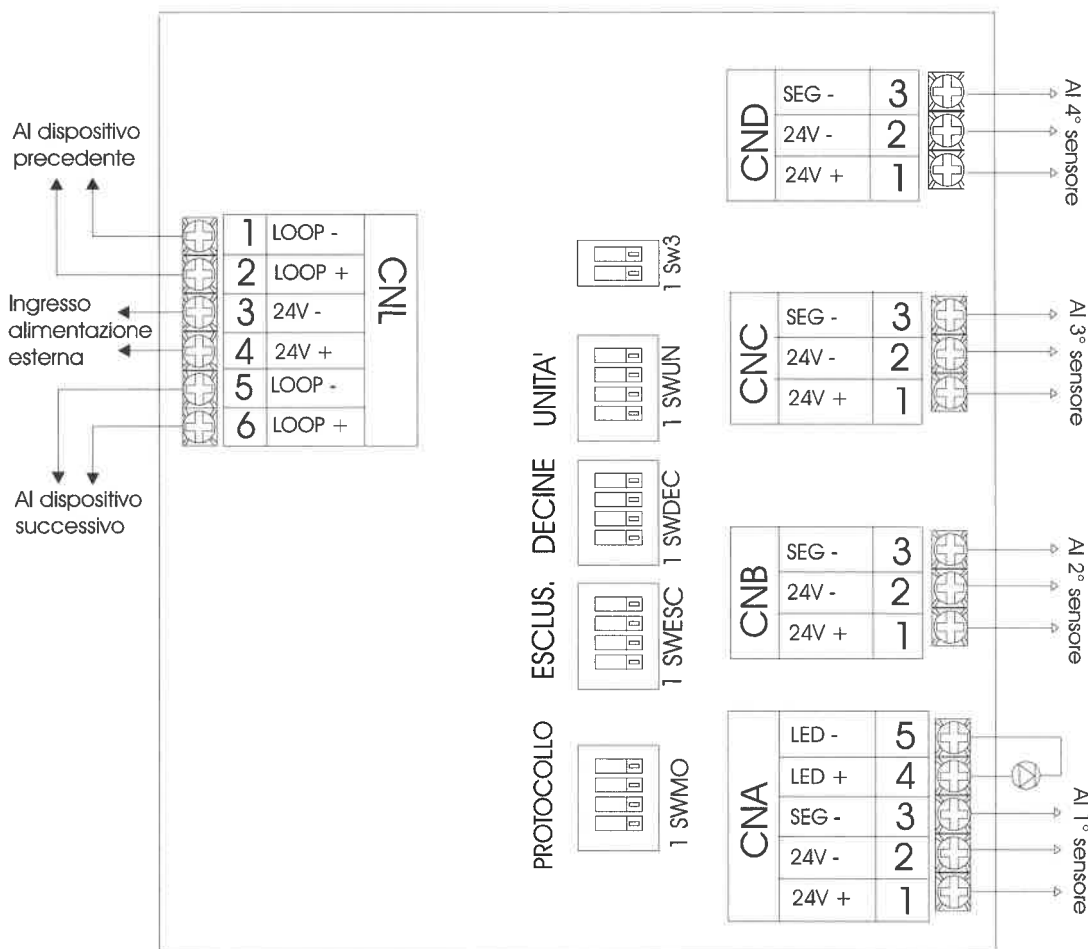 Al dispositivo
precedente
Ingresso
alimentazione
esterna
Al dispositivo
successivo
1 LOOP -
2 LOOP +
3 24V -
4 24V +
5 LOOP -
6 LOOP +
CNL
1 Sw3
UNITA'
1 SWUN
DECINE
1 SWDEC
ESCLUS.
1 SWESC
PROTOCOLLO
1 SWMO
CND
SEG - 3
24V - 2
24V + 1
Al 4° sensore
CNC
SEG - 3
24V - 2
24V + 1
Al 3° sensore
CNB
SEG - 3
24V - 2
24V + 1
Al 2° sensore
CNA
LED - 5
LED + 4
SEG - 3
24V - 2
24V + 1
Al 1° sensore